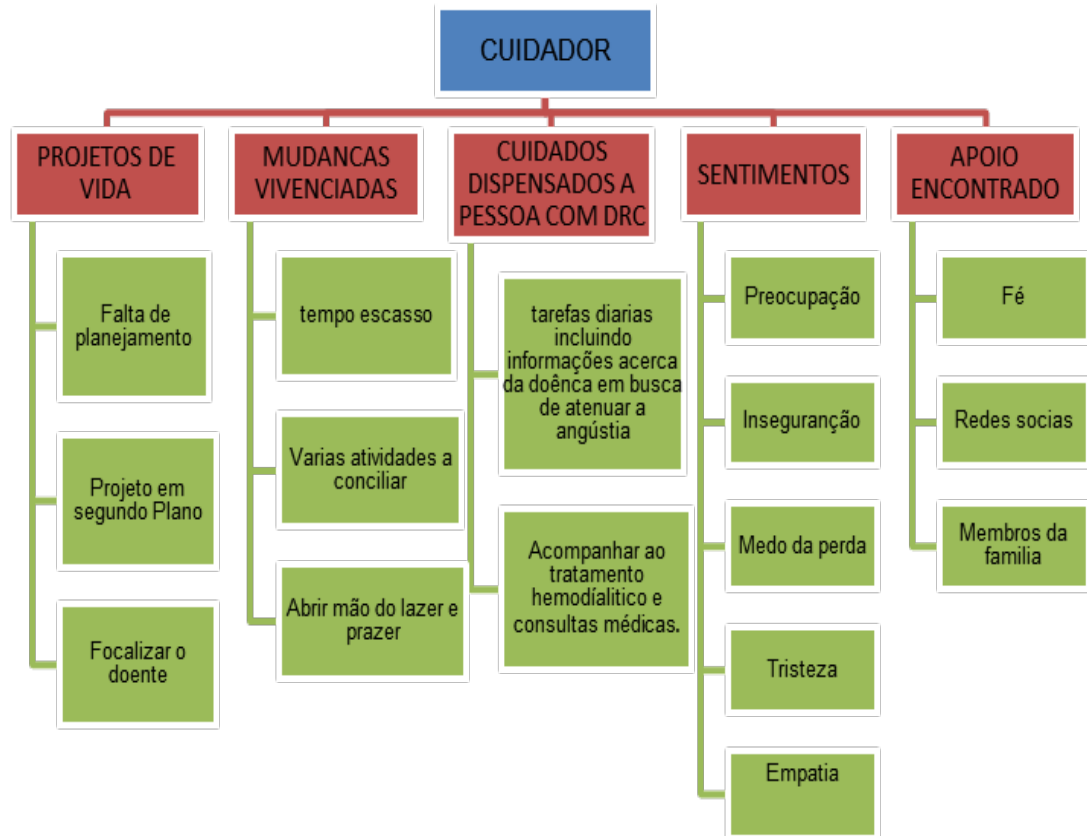 CUIDADOR
PROJETOS DE
VIDA
Falta de
planejamento
Projeto em
segundo Plano
Focalizar o
doente
MUDANCAS
VIVENCIADAS
tempo escasso
Varias atividades a
conciliar
Abrir mão do lazer e
prazer
CUIDADOS
DISPENSADOS A
PESSOA COM DRC
tarefas diarias
incluindo
informações acerca
da doênca em busca
de atenuar a
angústia
Acompanhar ao
tratamento
hemodíalitico e
consultas médicas.
SENTIMENTOS
Preocupação
Inseguranção
Medo da perda
Tristeza
Empatia
APOIO
ENCONTRADO
Fé
Redes socias
Membros da
familia